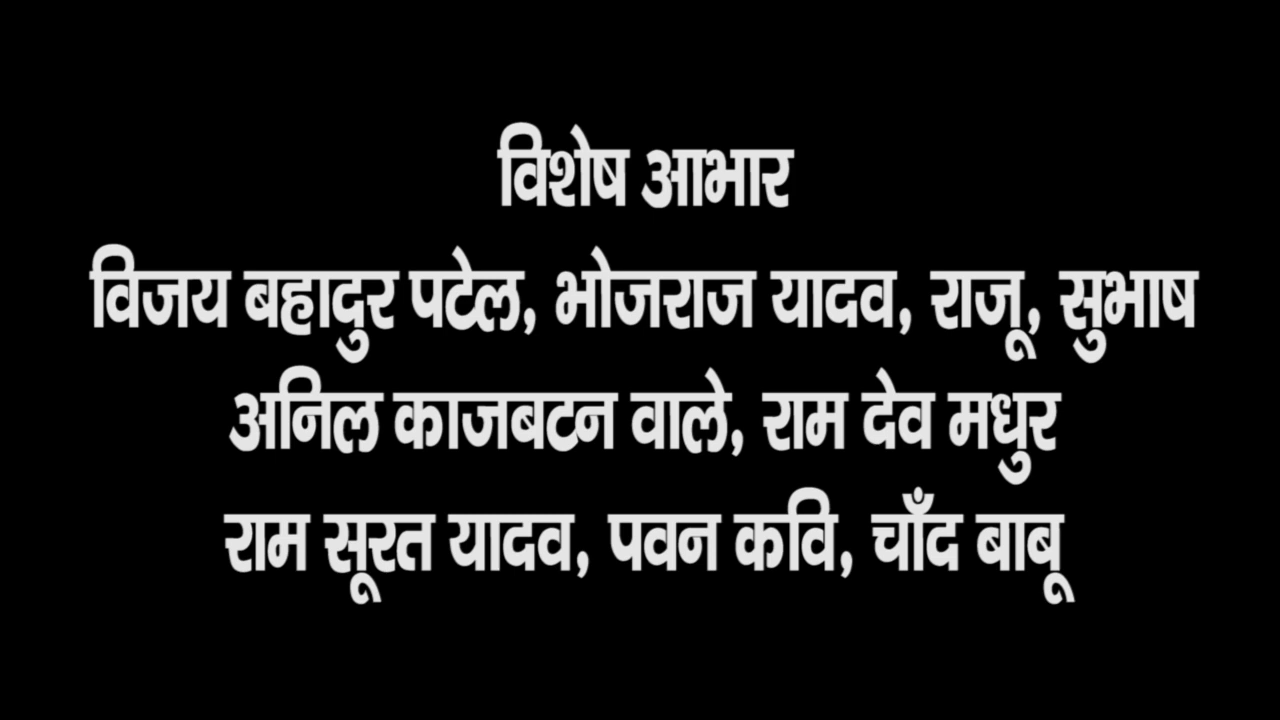 विशेष आभार
विजय बहादुर पटेल, भोजराज यादव, राजू, सुभाष
अनिल काजबटन वाले, राम देव मधुर
राम सूरत यादव, पवन कवि, चाँद बाबू